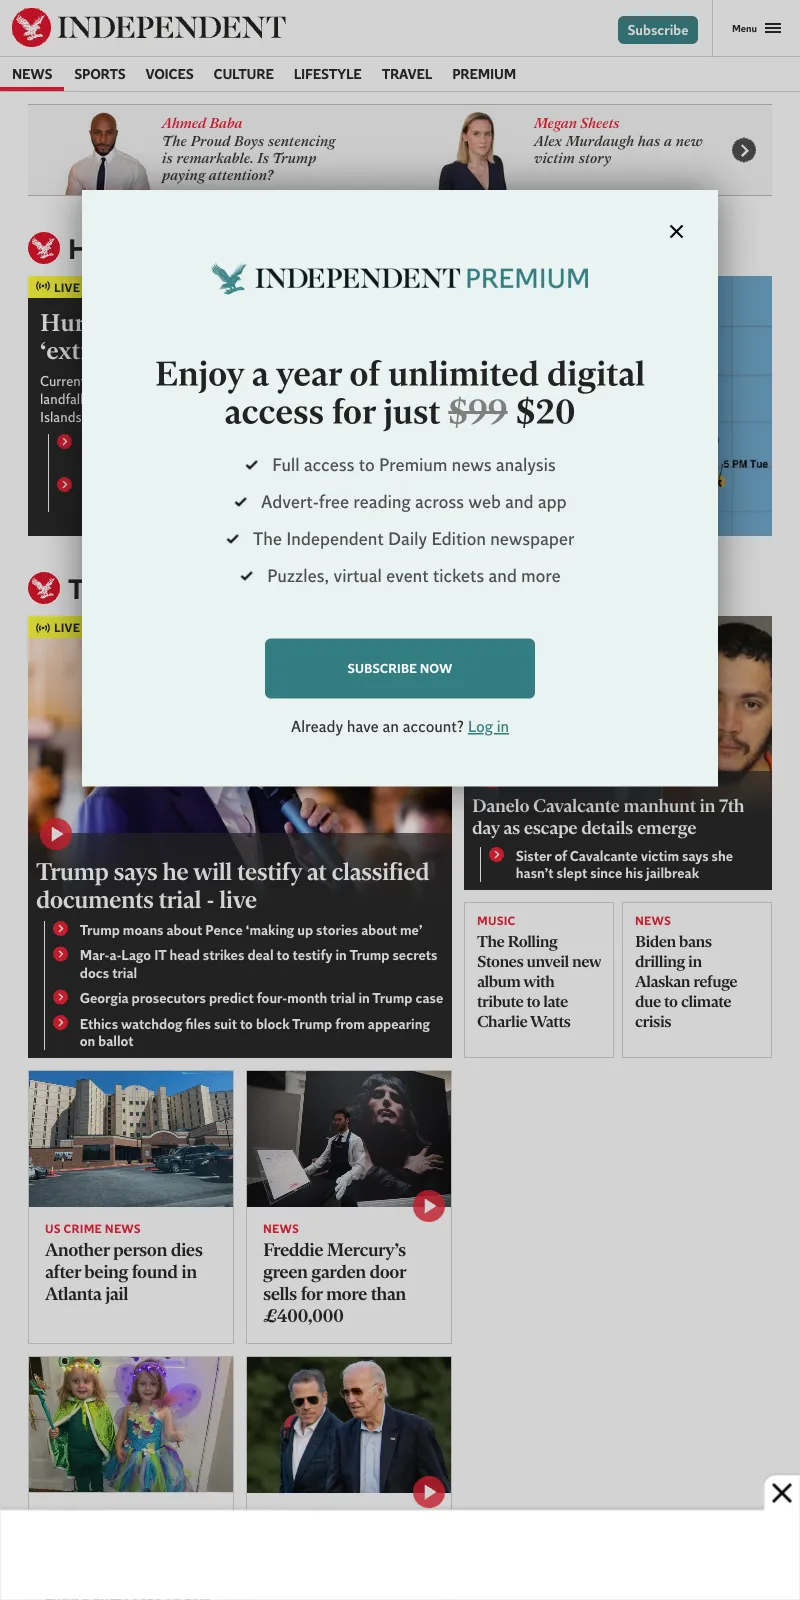 INDEPENDENT
Subscribe
Menu
NEWS
SPORTS
VOICES
CULTURE
LIFESTYLE
TRAVEL
PREMIUM
Ahmed Baba
The Proud Boys sentencing
is remarkable. Is Trump
paying attention?
Megan Sheets
Alex Murdaugh has a new
victim story
INDEPENDENT PREMIUM
Enjoy a year of unlimited digital
access for just $99 $20
Full access to Premium news analysis
Advert-free reading across web and app
The Independent Daily Edition newspaper
Puzzles, virtual event tickets and more
SUBSCRIBE NOW
Already have an account? Log in
LIVE
5 PM Tue
LIVE
Trump says he will testify at classified
documents trial - live
Trump moans about Pence ‘making up stories about me’
Mar-a-Lago IT head strikes deal to testify in Trump secrets
docs trial
Georgia prosecutors predict four-month trial in Trump case
Ethics watchdog files suit to block Trump from appearing
on ballot
Danelo Cavalcante manhunt in 7th
day as escape details emerge
Sister of Cavalcante victim says she
hasn’t slept since his jailbreak
MUSIC
The Rolling
Stones unveil new
album with
tribute to late
Charlie Watts
NEWS
Biden bans
drilling in
Alaskan refuge
due to climate
crisis
US CRIME NEWS
Another person dies
after being found in
Atlanta jail
NEWS
Freddie Mercury’s
green garden door
sells for more than
£400,000